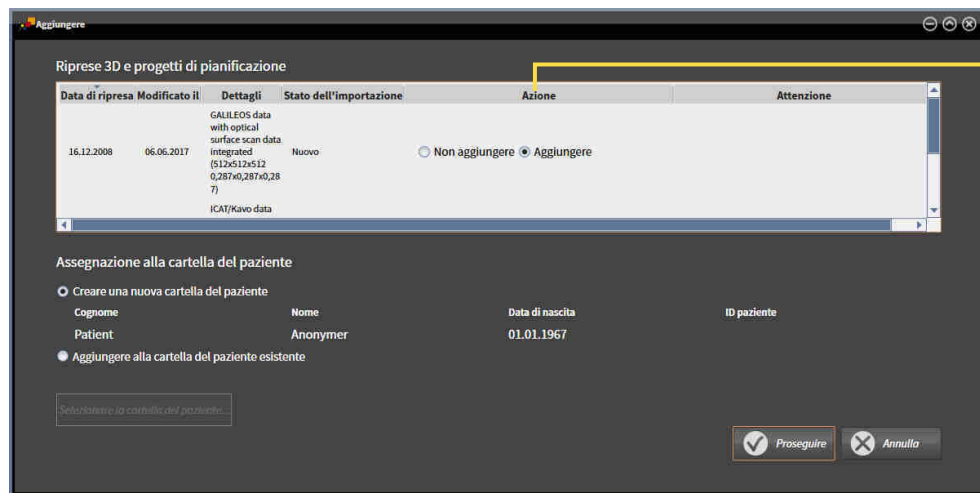 Aggiungere
Riprese 3D e progetti di pianificazione
Data di ripresa Modificato il Dettagli Stato dell'importazione Azione Attenzione
GALILEOS data
with optical
surface scan data
16.12.2008 06.06.2017 integrated Nuovo Non aggiungere Aggiungere
(512x512x512
0,287x0,287x0,28
7)
ICAT/Kavo data
Assegnazione alla cartella del paziente
Creare una nuova cartella del paziente
Cognome Nome Data di nascita ID paziente
Patient Anonymer 01.01.1967
Aggiungere alla cartella del paziente esistente
Selezionare la cartella del paziente...
Proseguire Annulla